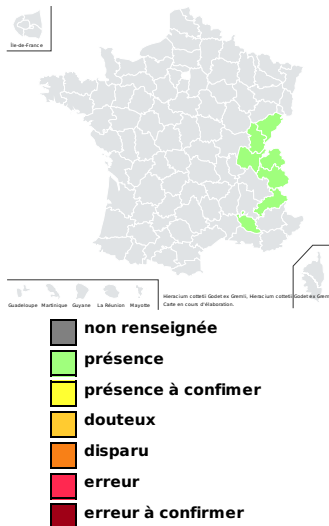 Île-de-France
Guadeloupe Martinique Guyane La Réunion Mayotte
Hieracium cottetii Godet ex Gremli, Hieracium cottetii Godet ex Grem
Carte en cours d'élaboration.
non renseignée
présence
présence à confimer
douteux
disparu
erreur
erreur à confirmer